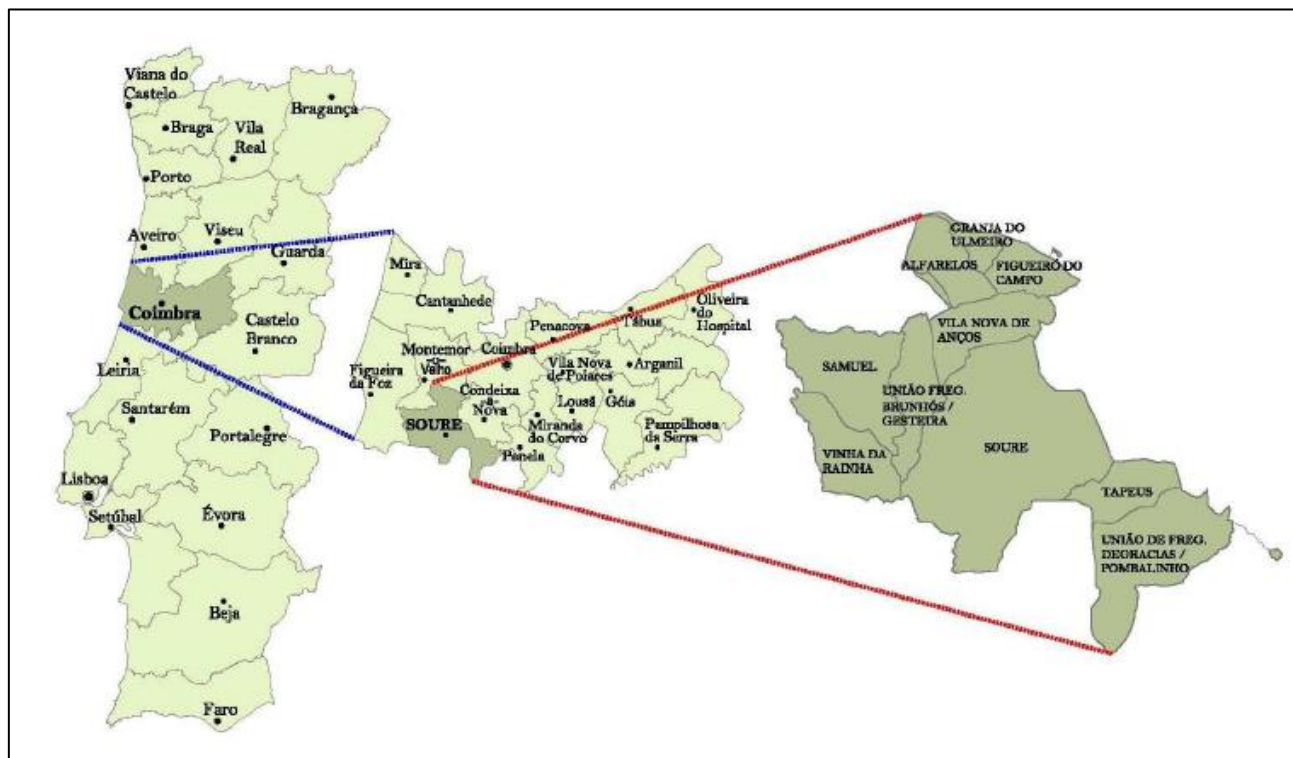 Viana do
Castelo
Braga
Vila
Real
Bragança
Porto
Aveiro
Viseu
Guarda
Coimbra
Castelo
Branco
Leiria
Santarém
Portalegre
Lisboa
Setúbal
Évora
Beja
Faro
Mira
Cantanhede
Montemor
-o-
Velho
Coimbra
Penacova
Tábua
Oliveira
do
Hospital
Figueira
da Foz
Condeixa
-a-
Nova
Vila Nova
de Poiares
Arganil
Lousã
Góis
SOURE
Miranda
do Corvo
Penela
Pampilhosa
da Serra
GRANJA DO
ULMEIRO
ALFARELOS
FIGUEIRÓ DO
CAMPO
VILA NOVA DE
ANÇOS
SAMUEL
UNIÃO FREG.
BRUNHÓS /
GESTEIRA
SOURE
VINHA DA
RAINHA
TAPEUS
UNIÃO DE FREG.
DEGRACIAS /
POMBALINHO